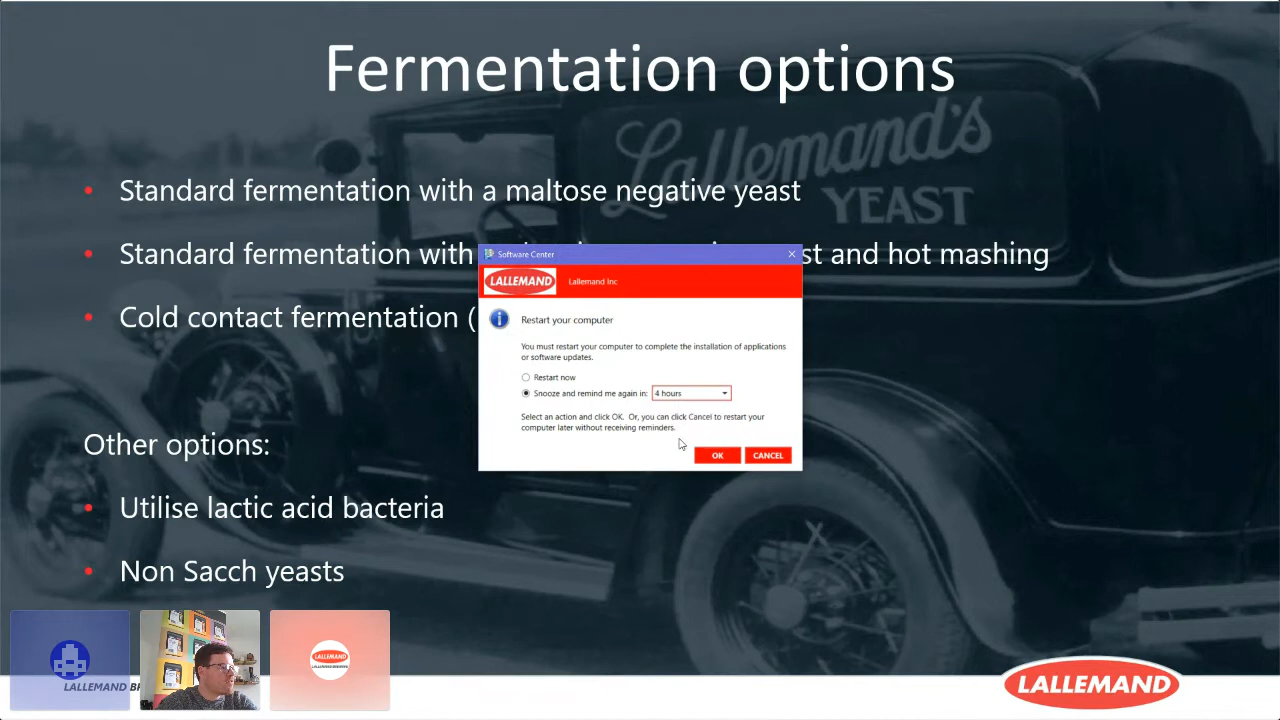 Fermentation options
Lallemand's
YEAST
• Standard fermentation with a maltose negative yeast
• Standard fermentation with
st and hot mashing
• Cold contact fermentation (
Software Center
LALLEMAND
Lallemand Inc
Restart your computer
You must restart your computer to complete the installation of applications
or software updates.
Restart now
Snooze and remind me again in: 4 hours
Select an action and click OK. Or, you can click Cancel to restart your
computer later without receiving reminders.
OK CANCEL
Other options:
• Utilise lactic acid bacteria
• Non Sacch yeasts
LALLEMAND
LALLEMAND
LALLEMAND